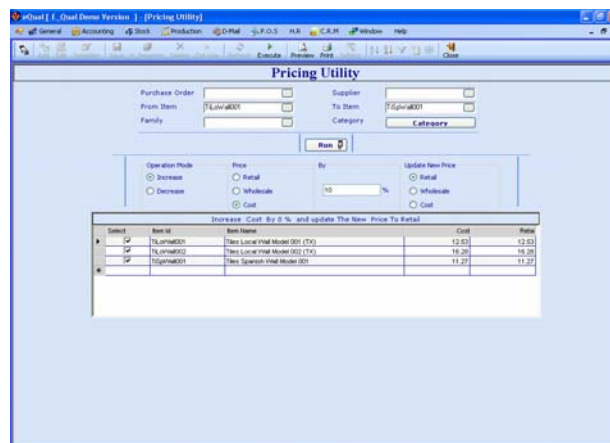 eQual [ E_Qual Demo Version ] - [Pricing Utility]
General Accounting Stock Production D-Mail P.O.S H.R C.R.M Window Help
Execute Preview Print Close
Pricing Utility
Purchase Order Supplier
From Item TiLoWall001 To Item TiSpWall001
Family Category Category
Run
Operation Mode Price By Update New Price
Increase Retail Retail
Decrease Wholesale 10 % Wholesale
Cost Cost
Increase Cost By 0 % and update The New Price To Retail
Select Item Id Item Name Cost Retai
TiLoWall001 Tiles Local Wall Model 001 (TX) 12.53 12.53
TiLoWall002 Tiles Local Wall Model 002 (TX) 16.28 16.28
TiSpWall001 Tiles Spanish Wall Model 001 11.27 11.27